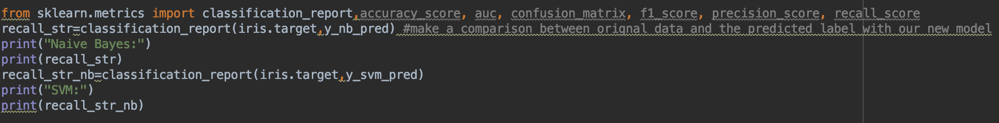 from sklearn.metrics import classification_report,accuracy_score, auc, confusion_matrix, f1_score, precision_score, recall_score
recall_str=classification_report(iris.target,y_nb_pred) #make a comparison between orignal data and the predicted label with our new model
print("Naive Bayes:")
print(recall_str)
recall_str_nb=classification_report(iris.target,y_svm_pred)
print("SVM:")
print(recall_str_nb)